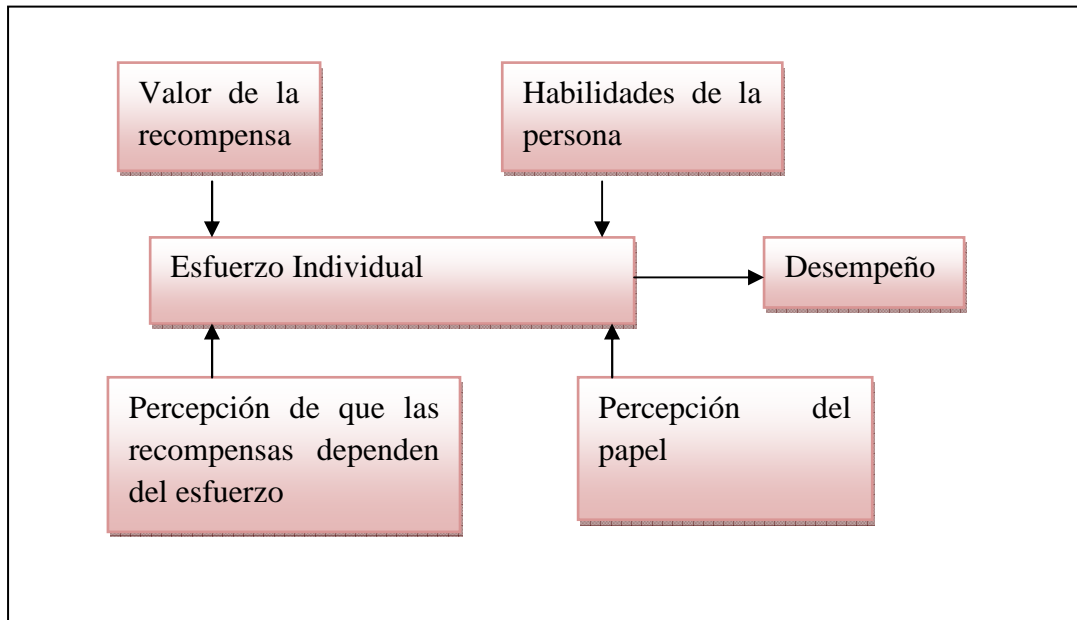 Valor de la
recompensa
Habilidades de la
persona
Esfuerzo Individual
Desempeño
Percepción de que las
recompensas dependen
del esfuerzo
Percepción del
papel